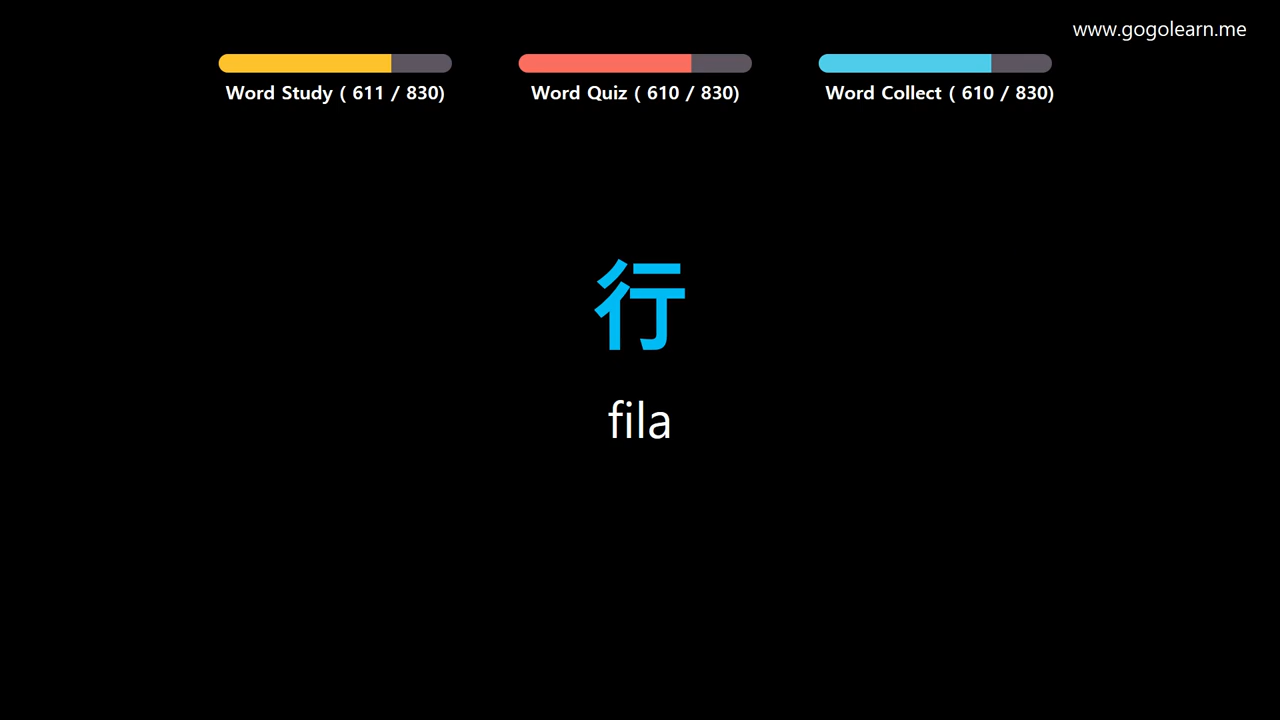 www.gogolearn.me
Word Study ( 611 / 830)
Word Quiz ( 610 / 830)
Word Collect ( 610 / 830)
行
fila